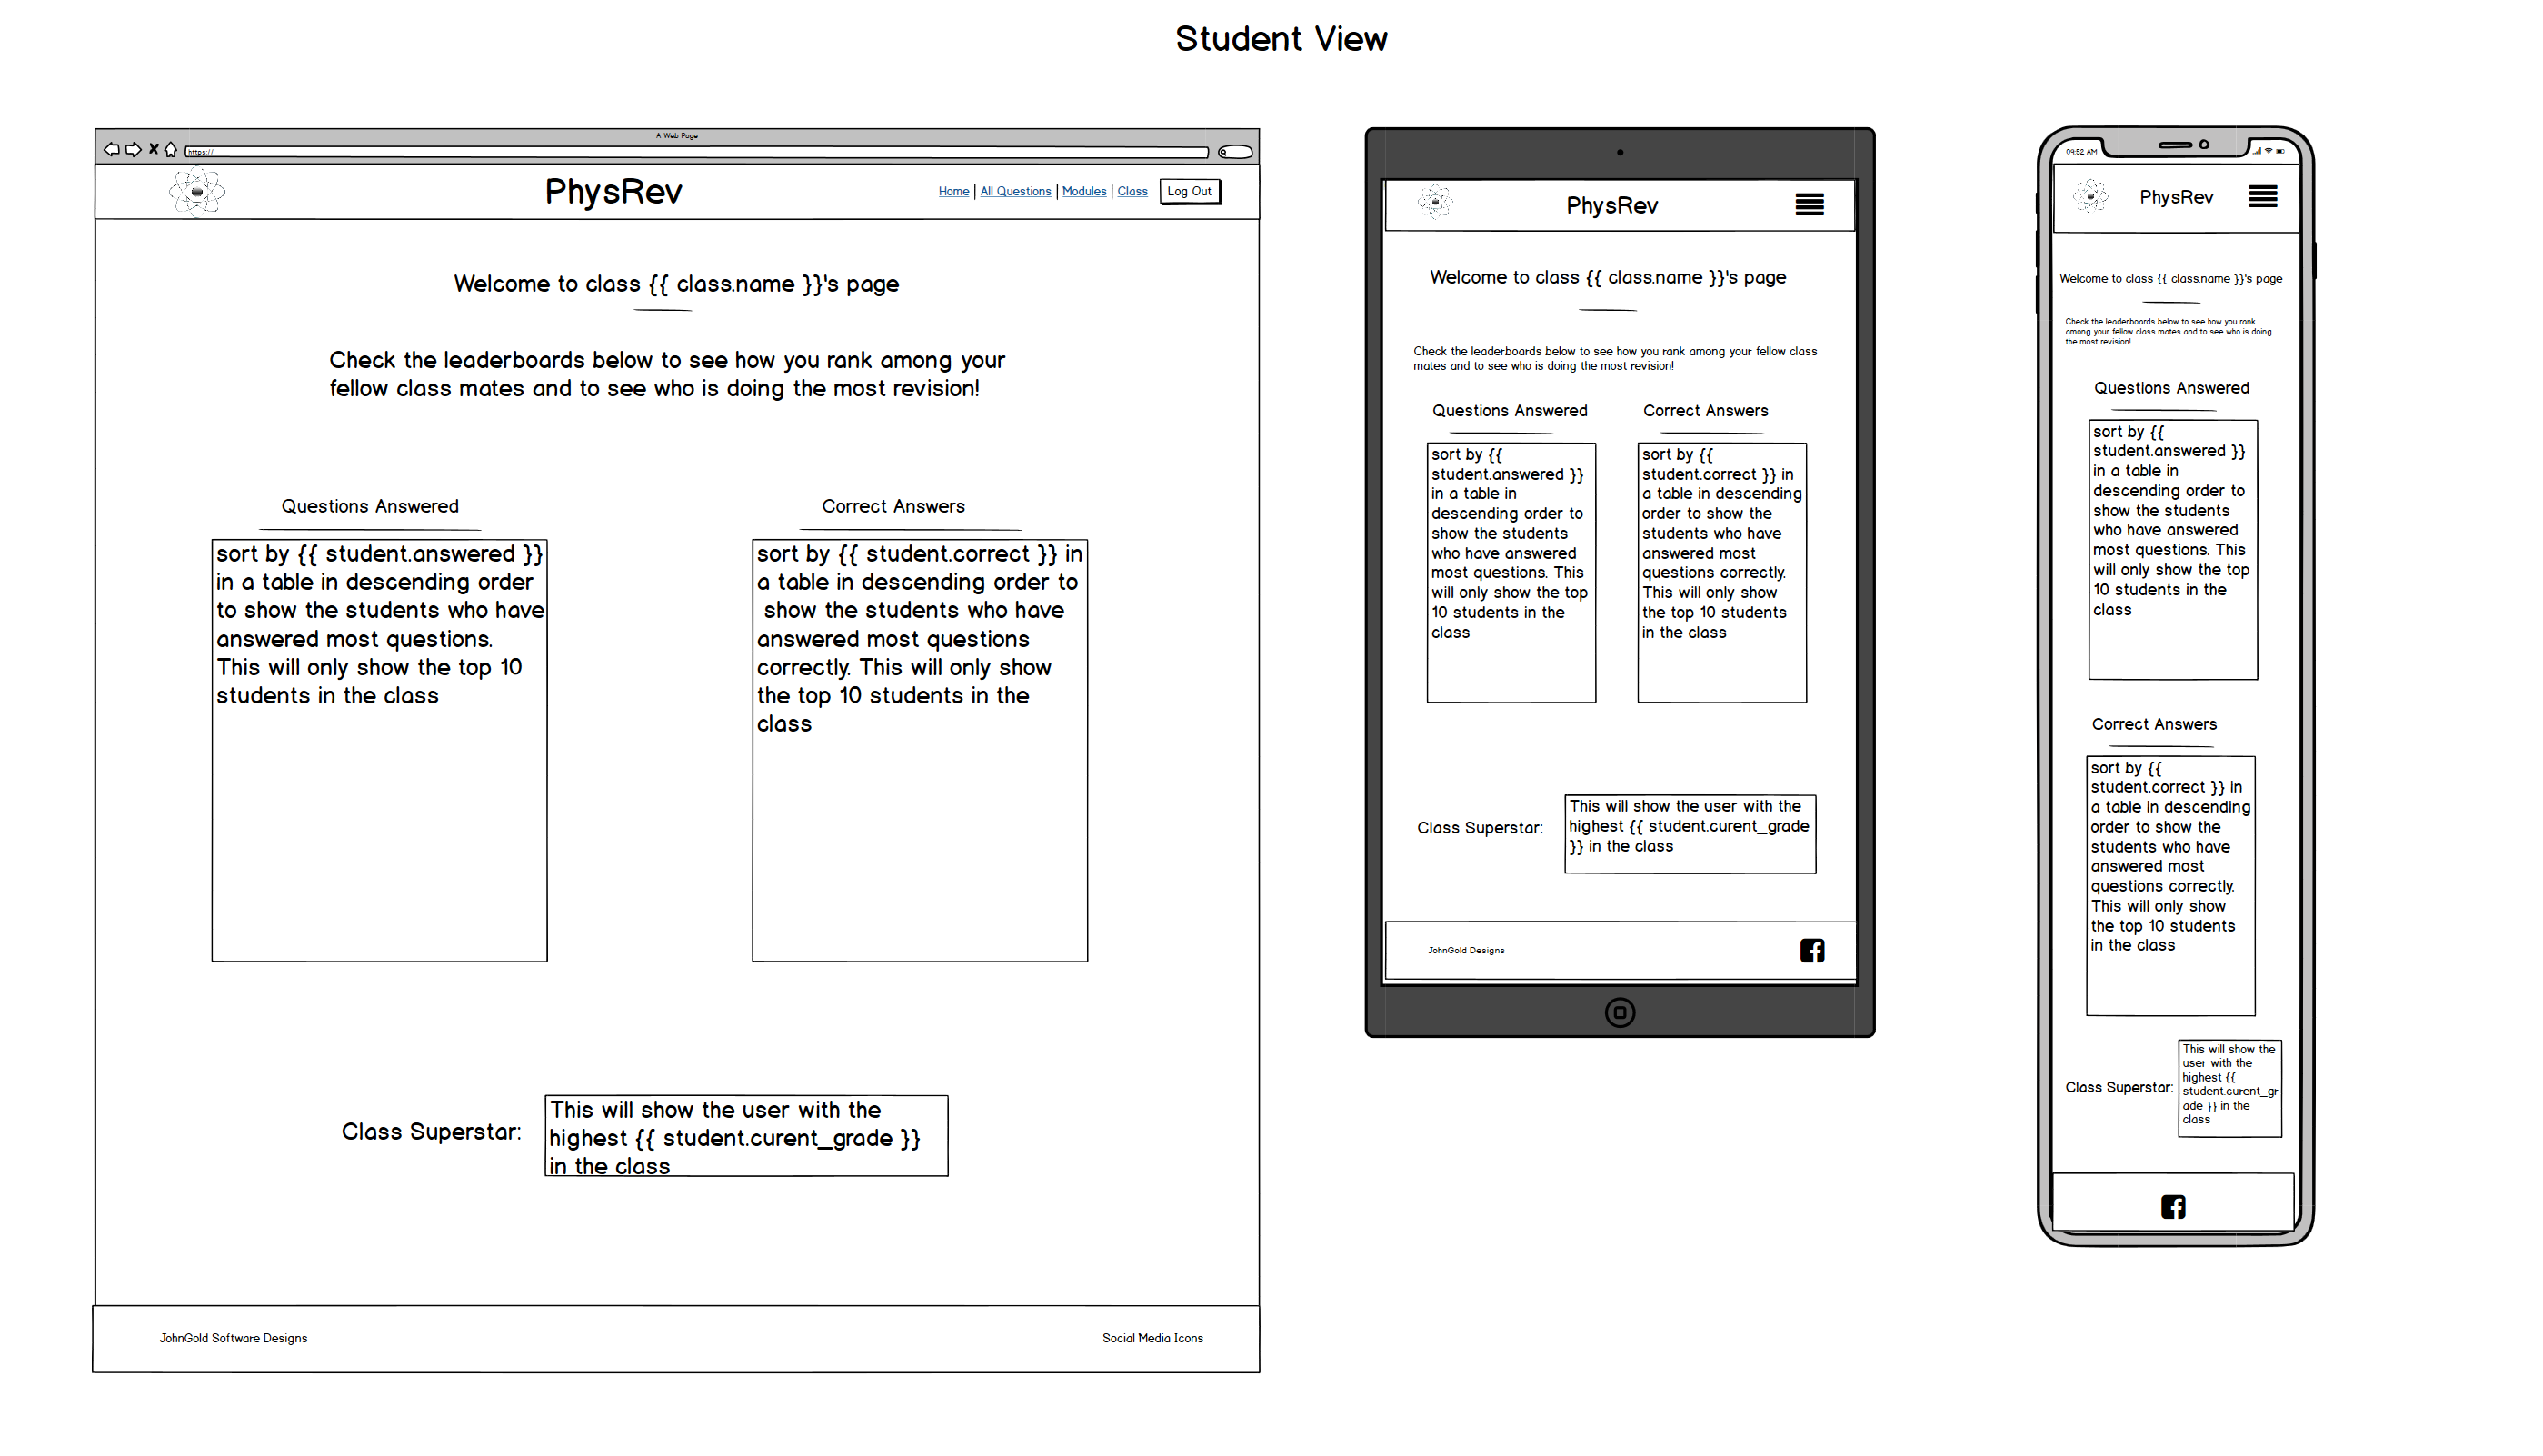 Student View
A Web Page
https://
PhysRev
Home | All Questions | Modules | Class
Log Out
Welcome to class {{ class.name }}'s page
Check the leaderboards below to see how you rank among your
fellow class mates and to see who is doing the most revision!
Questions Answered
sort by {{ student.answered }}
in a table in descending order
to show the students who have
answered most questions.
This will only show the top 10
students in the class
Correct Answers
sort by {{ student.correct }} in
a table in descending order to
show the students who have
answered most questions
correctly. This will only show
the top 10 students in the
class
Class Superstar:
This will show the user with the
highest {{ student.curent_grade }}
in the class
JohnGold Software Designs
Social Media Icons
PhysRev
Welcome to class {{ class.name }}'s page
Check the leaderboards below to see how you rank among your fellow class
mates and to see who is doing the most revision!
Questions Answered
sort by {{
student.answered }}
in a table in
descending order to
show the students
who have answered
most questions. This
will only show the top
10 students in the
class
Correct Answers
sort by {{
student.correct }} in
a table in descending
order to show the
students who have
answered most
questions correctly.
This will only show
the top 10 students
in the class
Class Superstar:
This will show the user with the
highest {{ student.curent_grade
}} in the class
JohnGold Designs
09:52 AM
PhysRev
Welcome to class {{ class.name }}'s page
Check the leaderboards below to see how you rank
among your fellow class mates and to see who is doing
the most revision!
Questions Answered
sort by {{
student.answered }}
in a table in
descending order to
show the students
who have answered
most questions. This
will only show the top
10 students in the
class
Correct Answers
sort by {{
student.correct }} in
a table in descending
order to show the
students who have
answered most
questions correctly.
This will only show
the top 10 students
in the class
Class Superstar:
This will show the
user with the
highest {{
student.curent_gr
ade }} in the
class